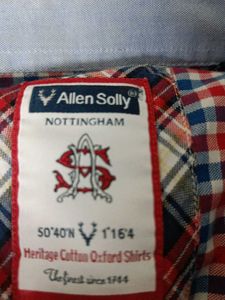 Allen Solly®
NOTTINGHAM
50°40'N 1°16'4
Heritage Cotton Oxford Shirts
The finest since 1744